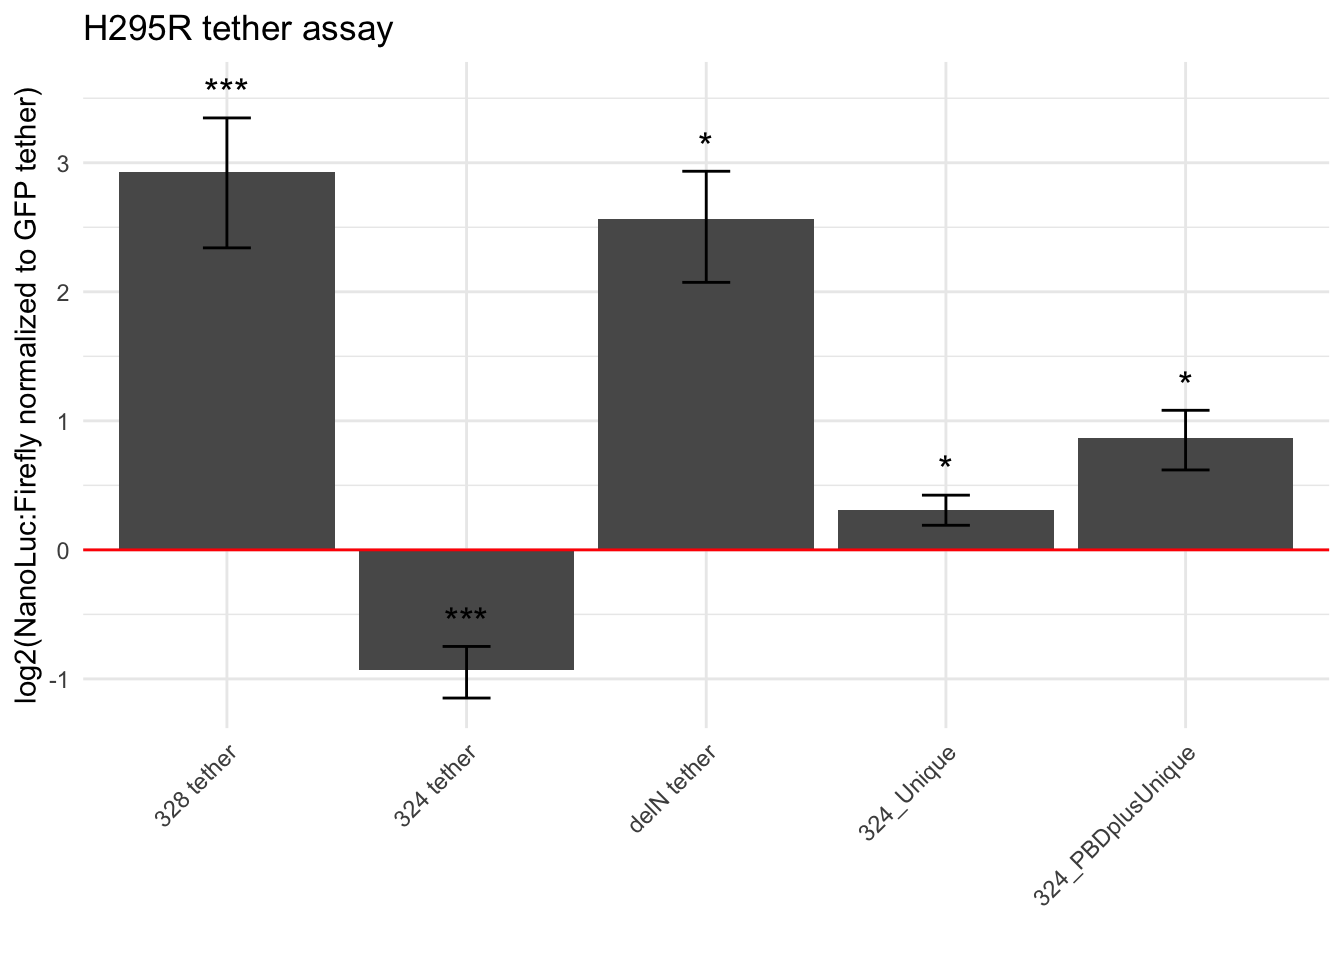 H295R tether assay
log2(NanoLuc:Firefly normalized to GFP tether)
***
*
*
*
***
3
2
1
0
-1
328 tether
324 tether
delN tether
324_Unique
324_PBDplusUnique